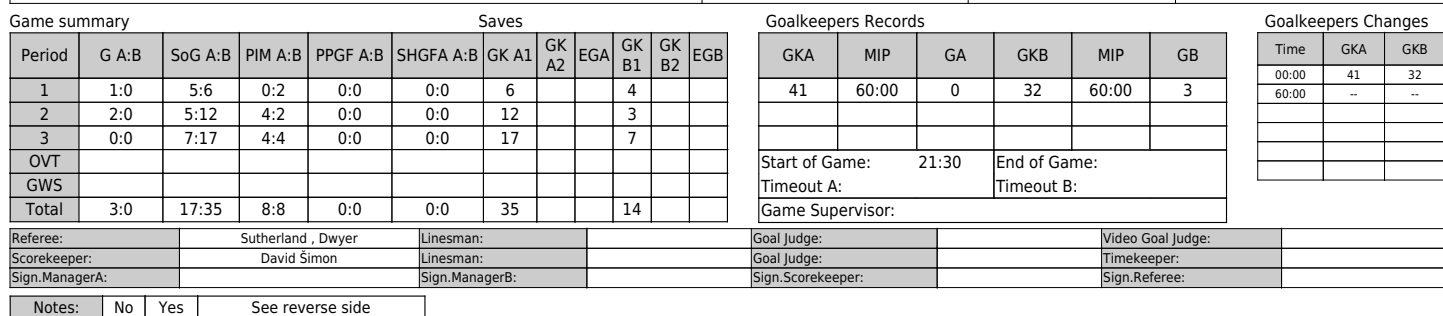 Game summary Saves Goalkeepers Records Goalkeepers Changes
Period G A:B SoG A:B PIM A:B PPGF A:B SHGFA A:B GK A1 GK A2 EGA GK B1 GK B2 EGB GKA MIP GA GKB MIP GB Time GKA GKB
1 1:0 5:6 0:2 0:0 0:0 6 4 41 60:00 0 32 60:00 3 00:00 41 32
2 2:0 5:12 4:2 0:0 0:0 12 3 60:00 -- --
3 0:0 7:17 4:4 0:0 0:0 17 7
OVT Start of Game: 21:30 End of Game:
GWS Timeout A: Timeout B:
Total 3:0 17:35 8:8 0:0 0:0 35 14 Game Supervisor:
Referee: Sutherland , Dwyer Linesman: Goal Judge: Video Goal Judge:
Scorekeeper: David Šimon Linesman: Goal Judge: Timekeeper:
Sign.ManagerA: Sign.ManagerB: Sign.Scorekeeper: Sign.Referee:
Notes: No Yes See reverse side